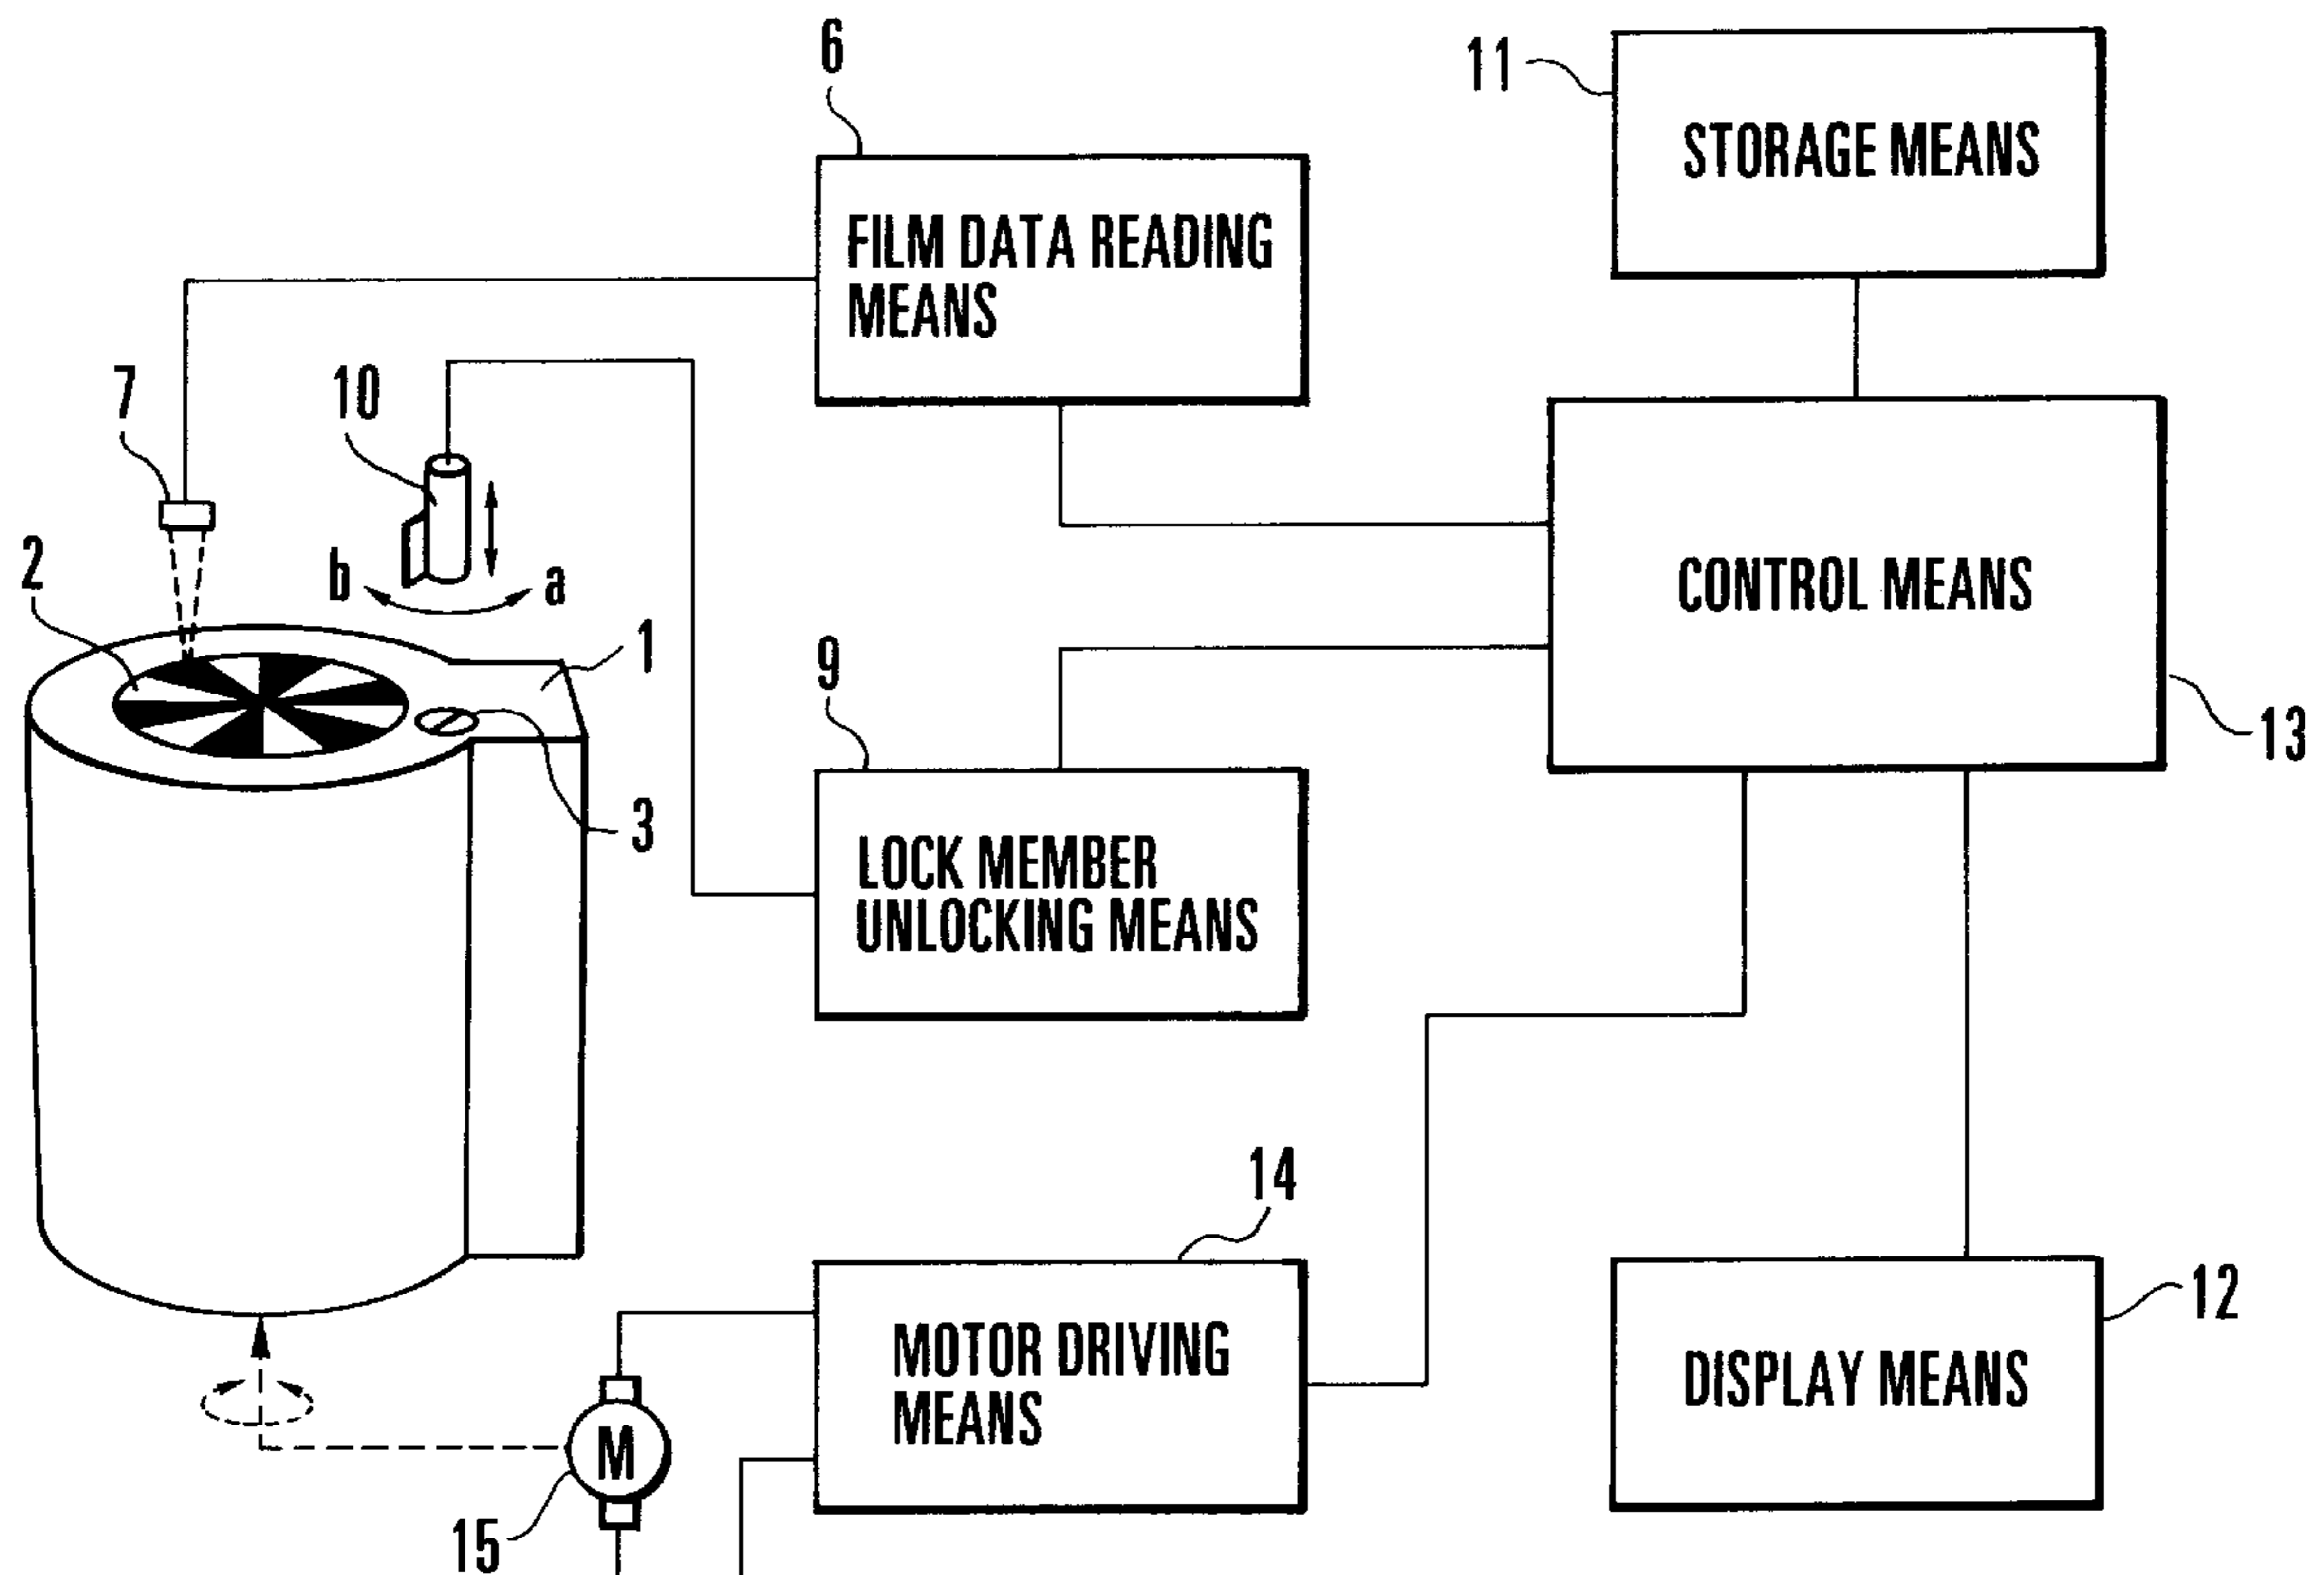 6
11
STORAGE MEANS
FILM DATA READING
MEANS
7
10
2
b
a
CONTROL MEANS
1
9
13
3
LOCK MEMBER
UNLOCKING MEANS
14
12
MOTOR DRIVING
MEANS
DISPLAY MEANS
M
15